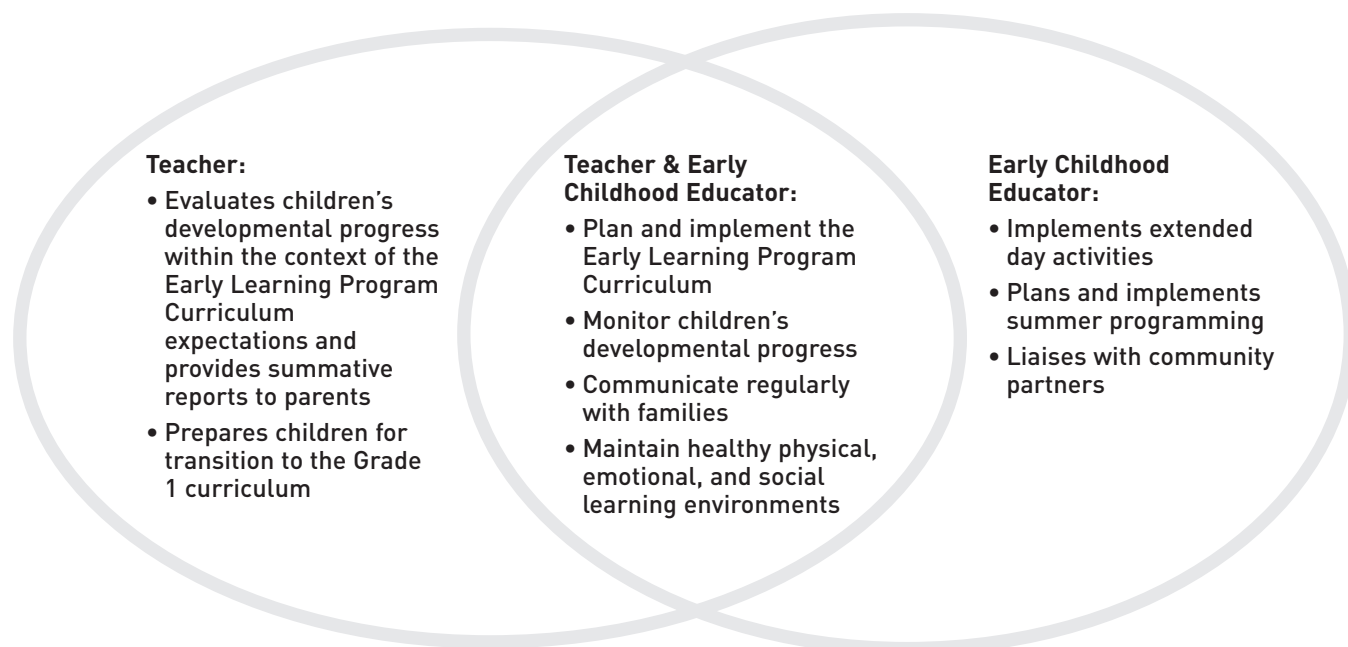 Teacher:
• Evaluates children’s
developmental progress
within the context of the
Early Learning Program
Curriculum
expectations and
provides summative
reports to parents
• Prepares children for
transition to the Grade
1 curriculum
Teacher & Early
Childhood Educator:
• Plan and implement the
Early Learning Program
Curriculum
• Monitor children’s
developmental progress
• Communicate regularly
with families
• Maintain healthy physical,
emotional, and social
learning environments
Early Childhood
Educator:
• Implements extended
day activities
• Plans and implements
summer programming
• Liaises with community
partners